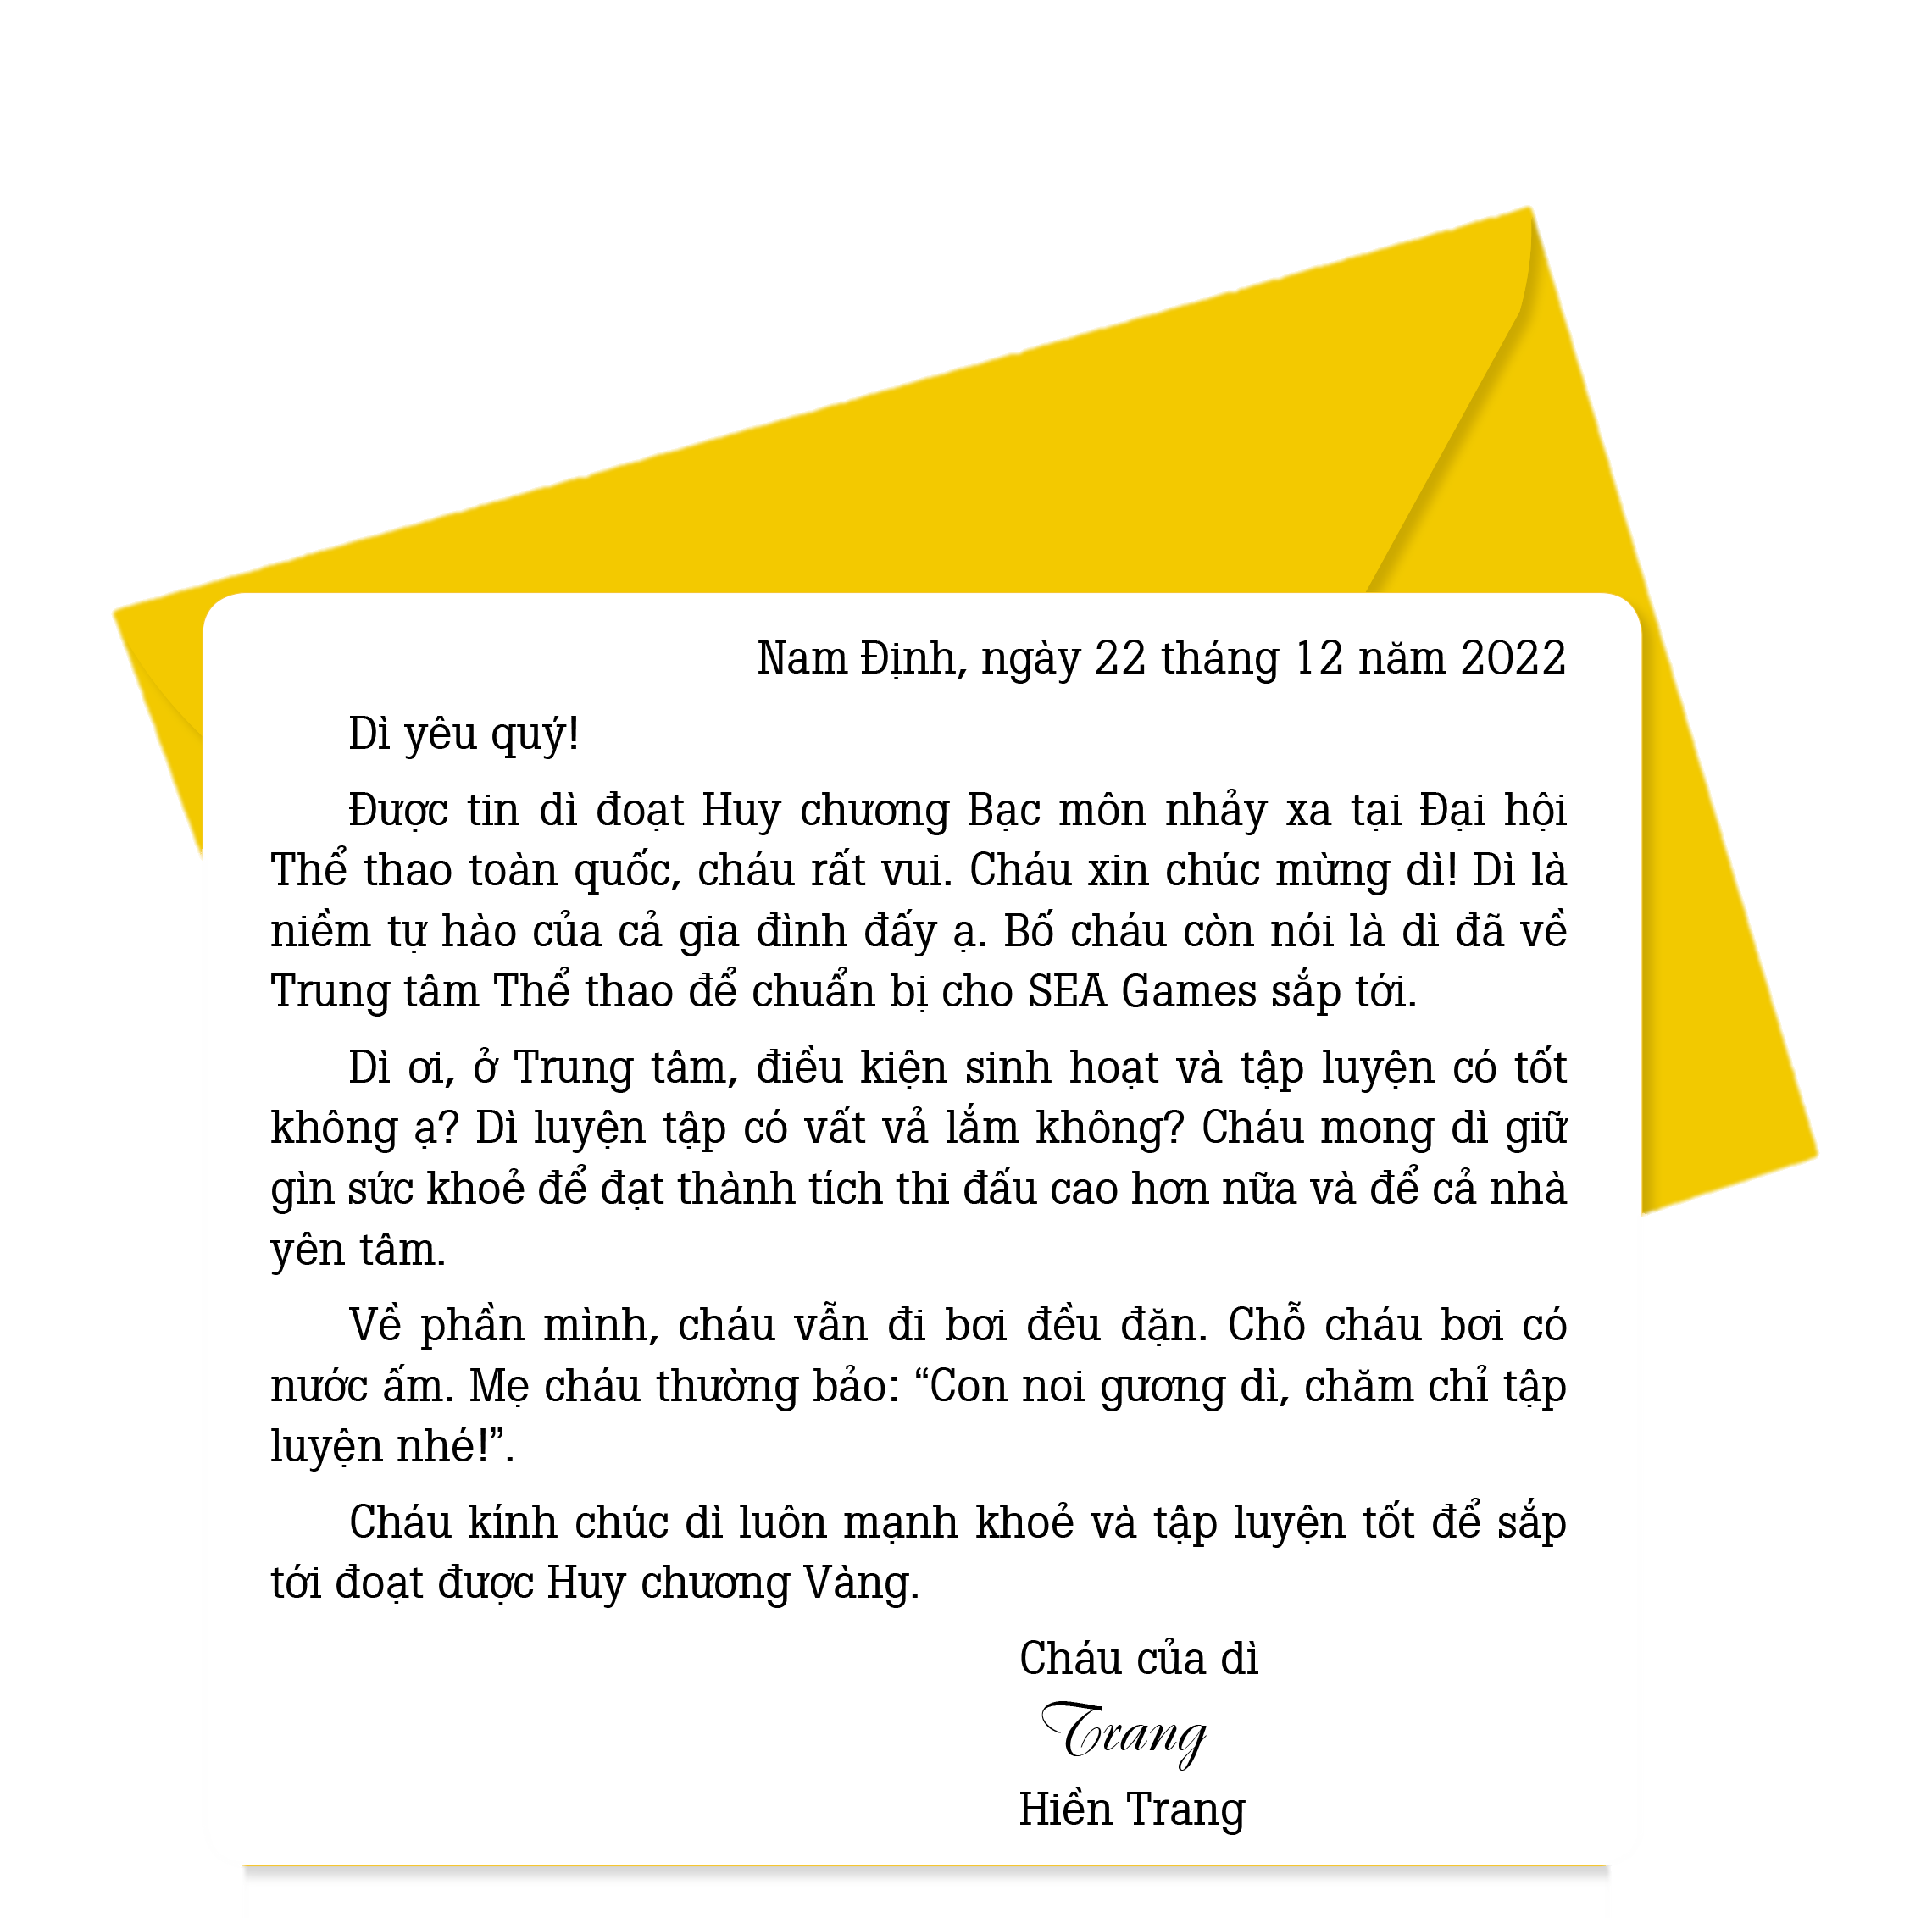 Nam Định, ngày 22 tháng 12 năm 2022
Dì yêu quý!
Được tin dì đoạt Huy chương Bạc môn nhảy xa tại Đại hội
Thể thao toàn quốc, cháu rất vui. Cháu xin chúc mừng dì! Dì là
niềm tự hào của cả gia đình đấy ạ. Bố cháu còn nói là dì đã về
Trung tâm Thể thao để chuẩn bị cho SEA Games sắp tới.
Dì ơi, ở Trung tâm, điều kiện sinh hoạt và tập luyện có tốt
không ạ? Dì luyện tập có vất vả lắm không? Cháu mong dì giữ
gìn sức khoẻ để đạt thành tích thi đấu cao hơn nữa và để cả nhà
yên tâm.
Về phần mình, cháu vẫn đi bơi đều đặn. Chỗ cháu bơi có
nước ấm. Mẹ cháu thường bảo: “Con noi gương dì, chăm chỉ tập
luyện nhé!”.
Cháu kính chúc dì luôn mạnh khoẻ và tập luyện tốt để sắp
tới đoạt được Huy chương Vàng.
Cháu của dì
Trang
Hiền Trang